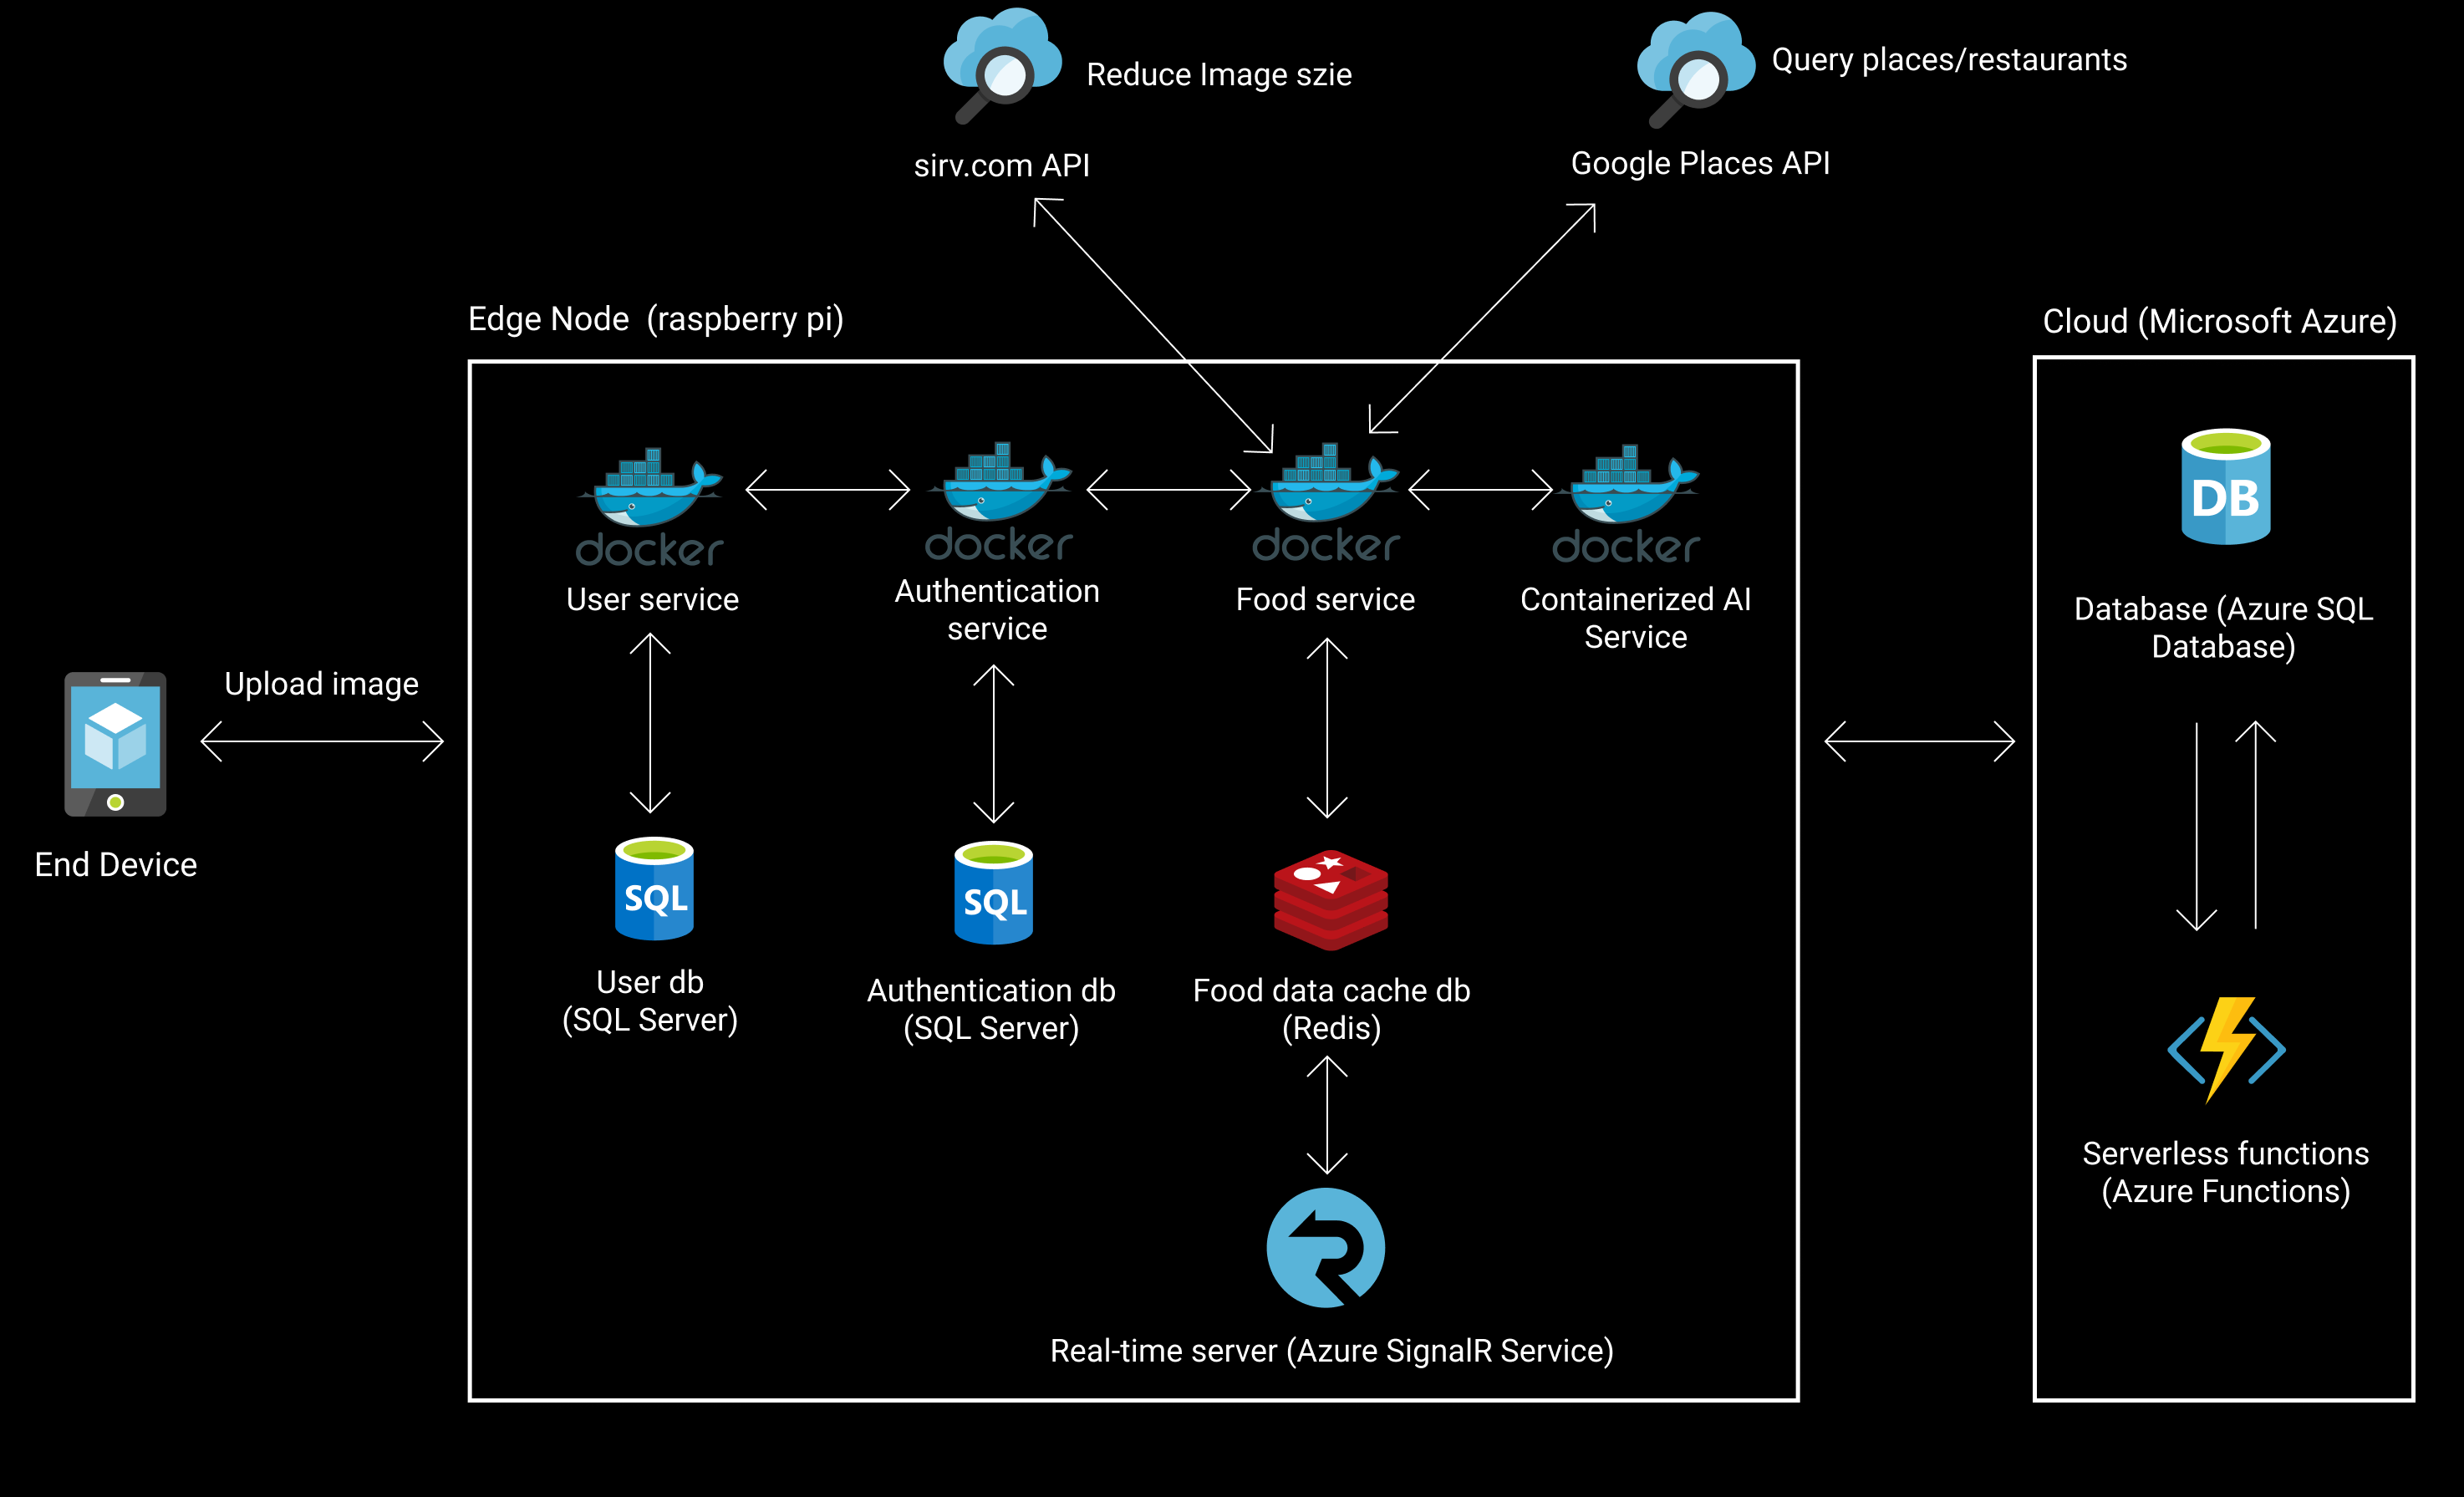 Reduce Image szie
Query places/restaurants
sirv.com API
Google Places API
Edge Node  (raspberry pi)
Cloud (Microsoft Azure)
docker
docker
docker
docker
User service
Authentication
service
Food service
Containerized AI
Service
DB
Database (Azure SQL
Database)
Upload image
End Device
SQL
SQL
User db
(SQL Server)
Authentication db
(SQL Server)
Food data cache db
(Redis)
Serverless functions
(Azure Functions)
Real-time server (Azure SignalR Service)